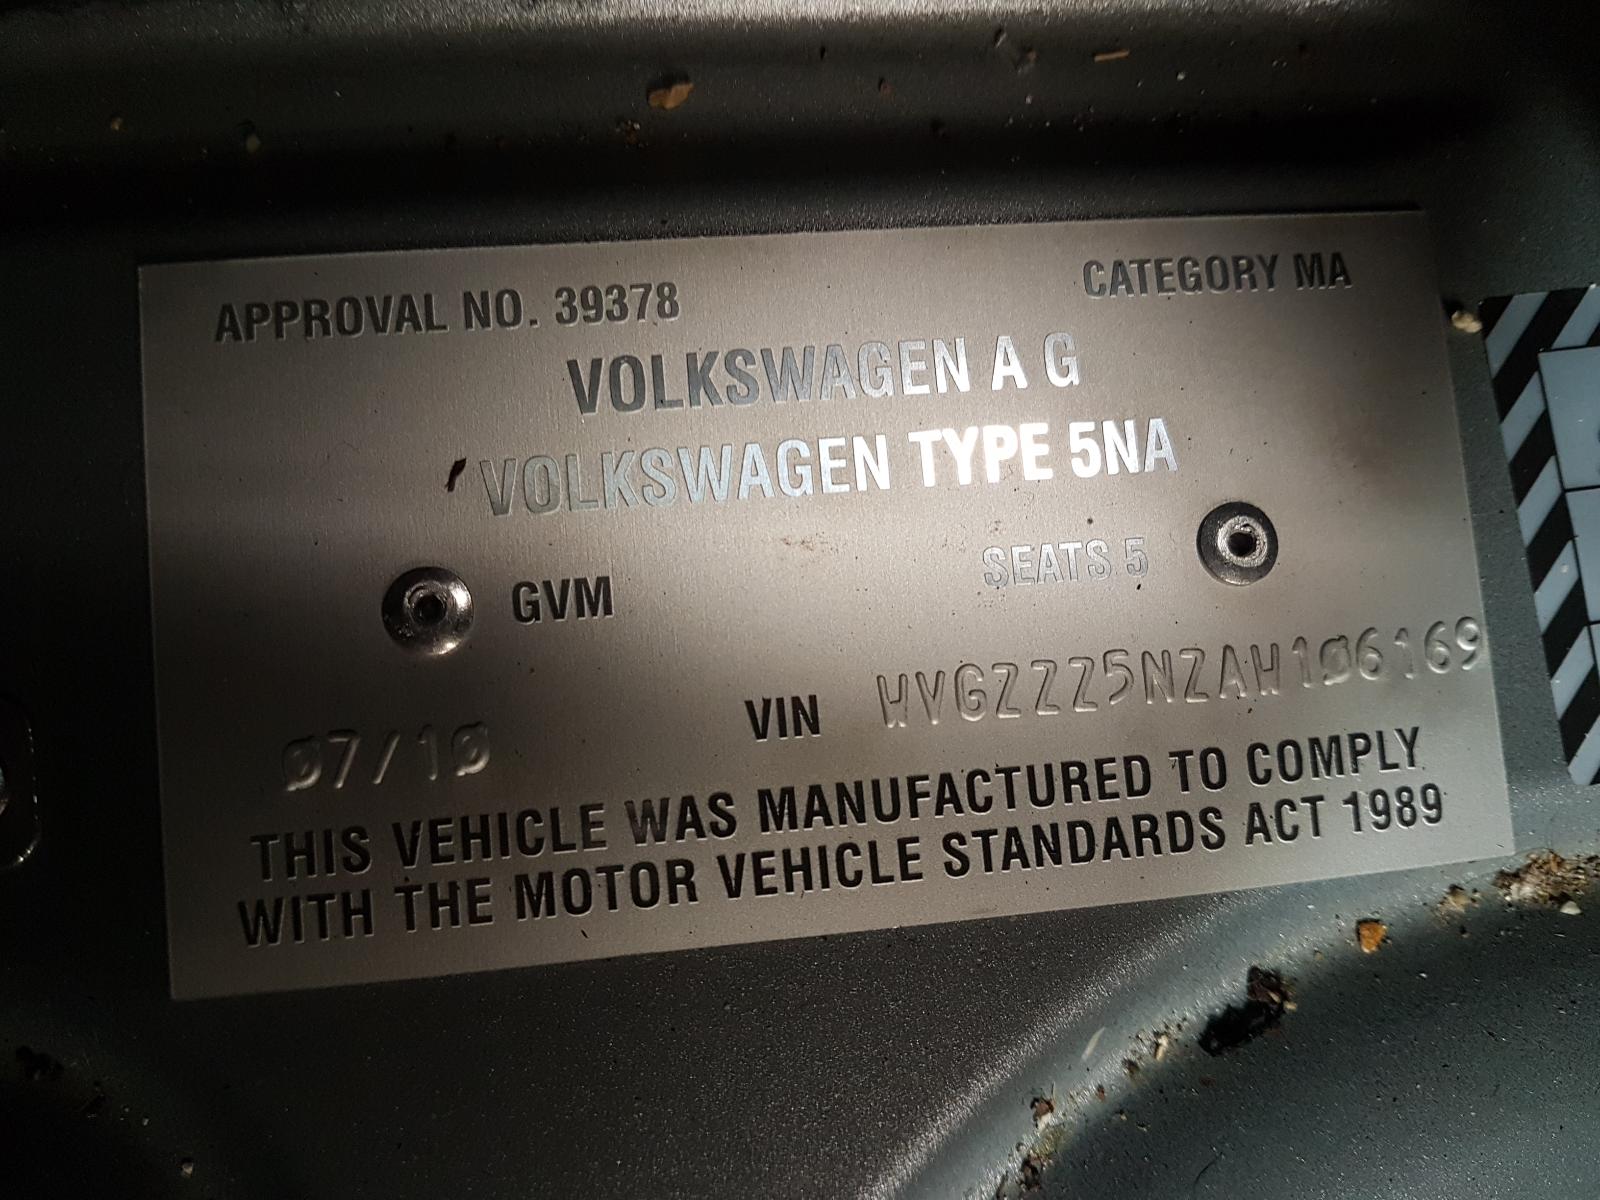 APPROVAL NO. 39378 CATEGORY MA
VOLKSWAGEN A G
VOLKSWAGEN TYPE 5NA
GVM SEATS 5
07/10 VIN WVGZZZ5NZAW106169
THIS VEHICLE WAS MANUFACTURED TO COMPLY
WITH THE MOTOR VEHICLE STANDARDS ACT 1989